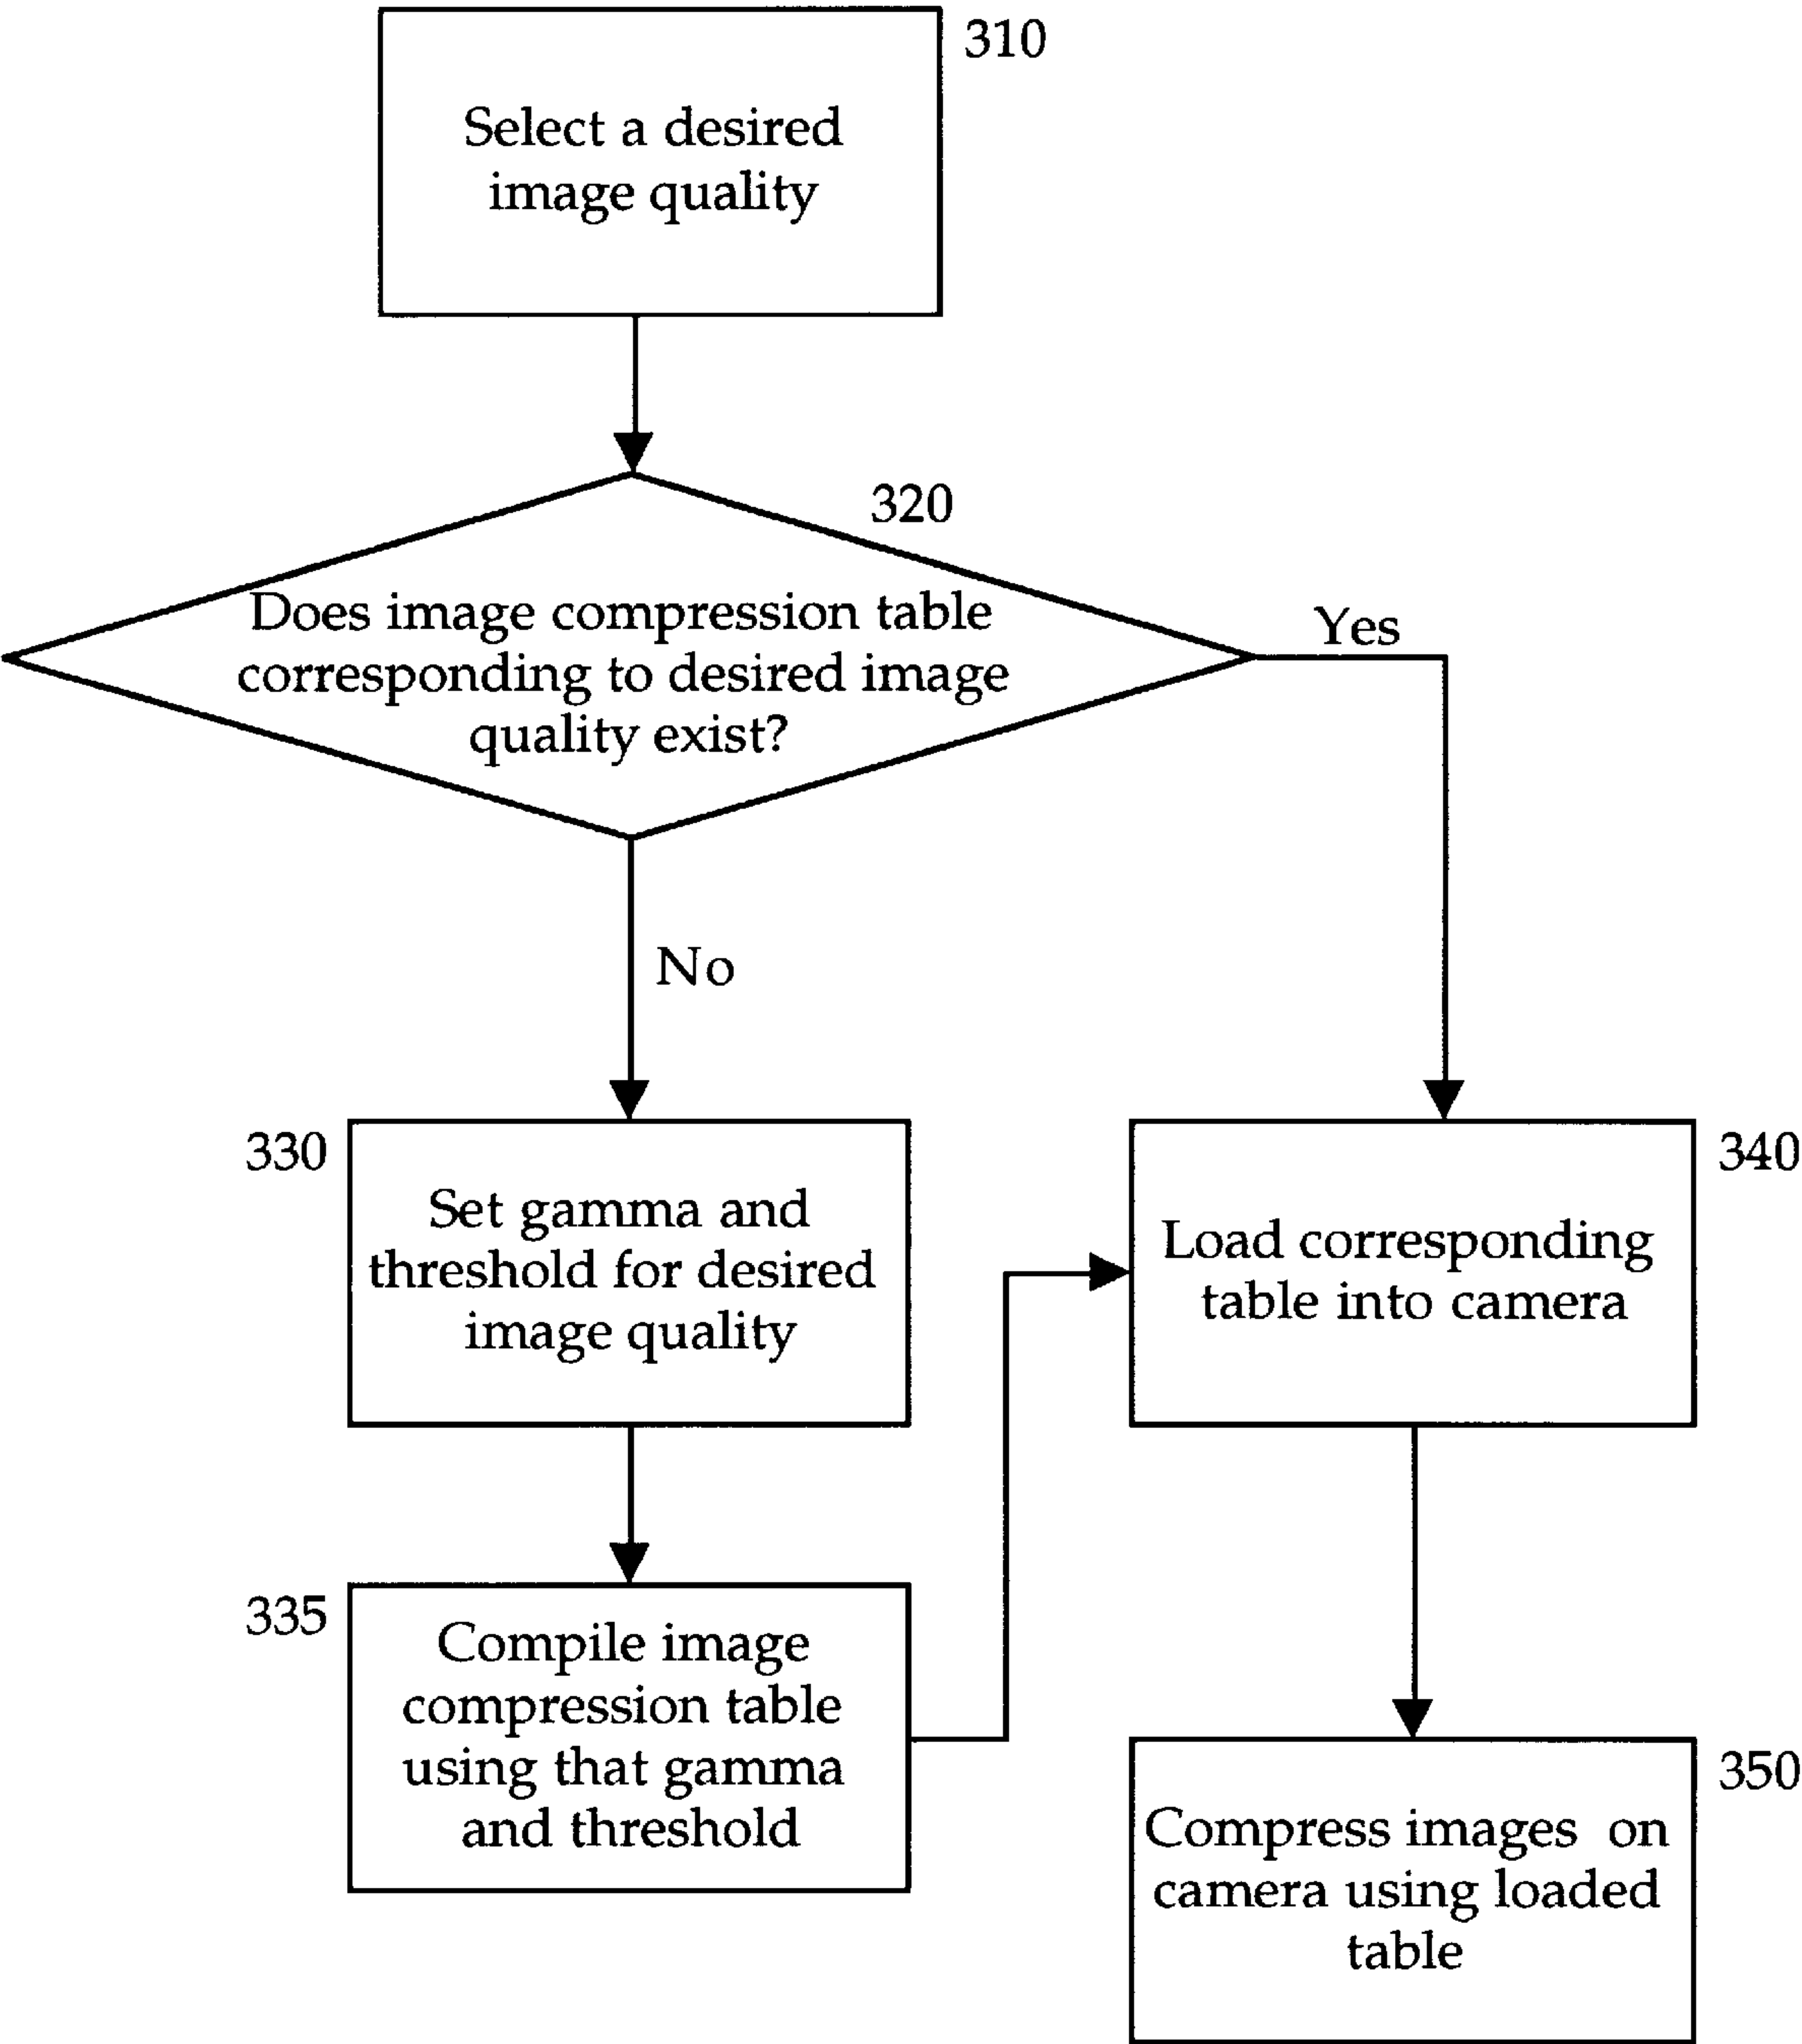 310
Select a desired
image quality
320
Does image compression table
corresponding to desired image
quality exist?
Yes
No
330
Set gamma and
threshold for desired
image quality
340
Load corresponding
table into camera
335
Compile image
compression table
using that gamma
and threshold
350
Compress images on
camera using loaded
table